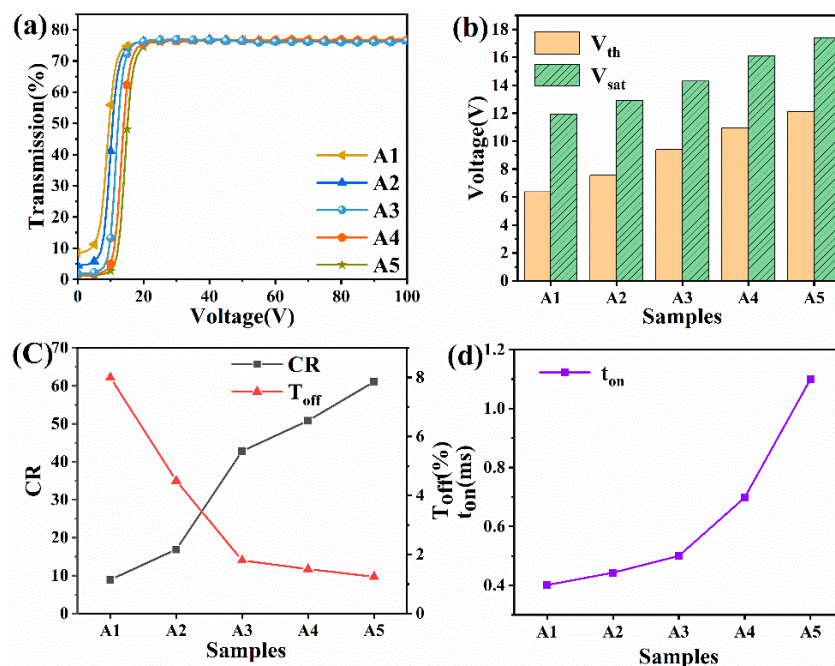 (a)
Transmission(%)
80
70
60
50
40
30
20
10
0
A1
A2
A3
A4
A5
0 20 40 60 80 100
Voltage(V)
(b)
Voltage(V)
18
16
14
12
10
8
6
4
2
0
V_th
V_sat
A1 A2 A3 A4 A5
Samples
(C)
CR
70
60
50
40
30
20
10
0
CR
T_off
8
6
4
2
0
T_off(%)
A1 A2 A3 A4 A5
Samples
(d)
t_on(ms)
1.2
1.0
0.8
0.6
0.4
t_on
A1 A2 A3 A4 A5
Samples